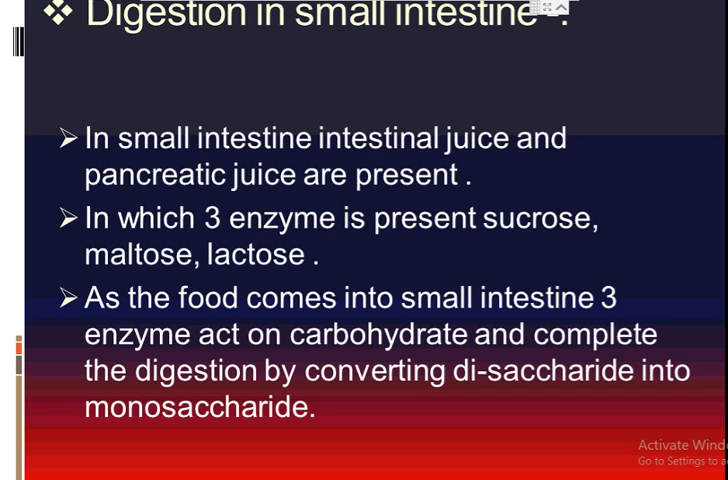 ❖ Digestion in small intestine :
➢ In small intestine intestinal juice and
pancreatic juice are present .
➢ In which 3 enzyme is present sucrose,
maltose, lactose .
➢ As the food comes into small intestine 3
enzyme act on carbohydrate and complete
the digestion by converting di-saccharide into
monosaccharide.
Activate Wind
Go to Settings to a